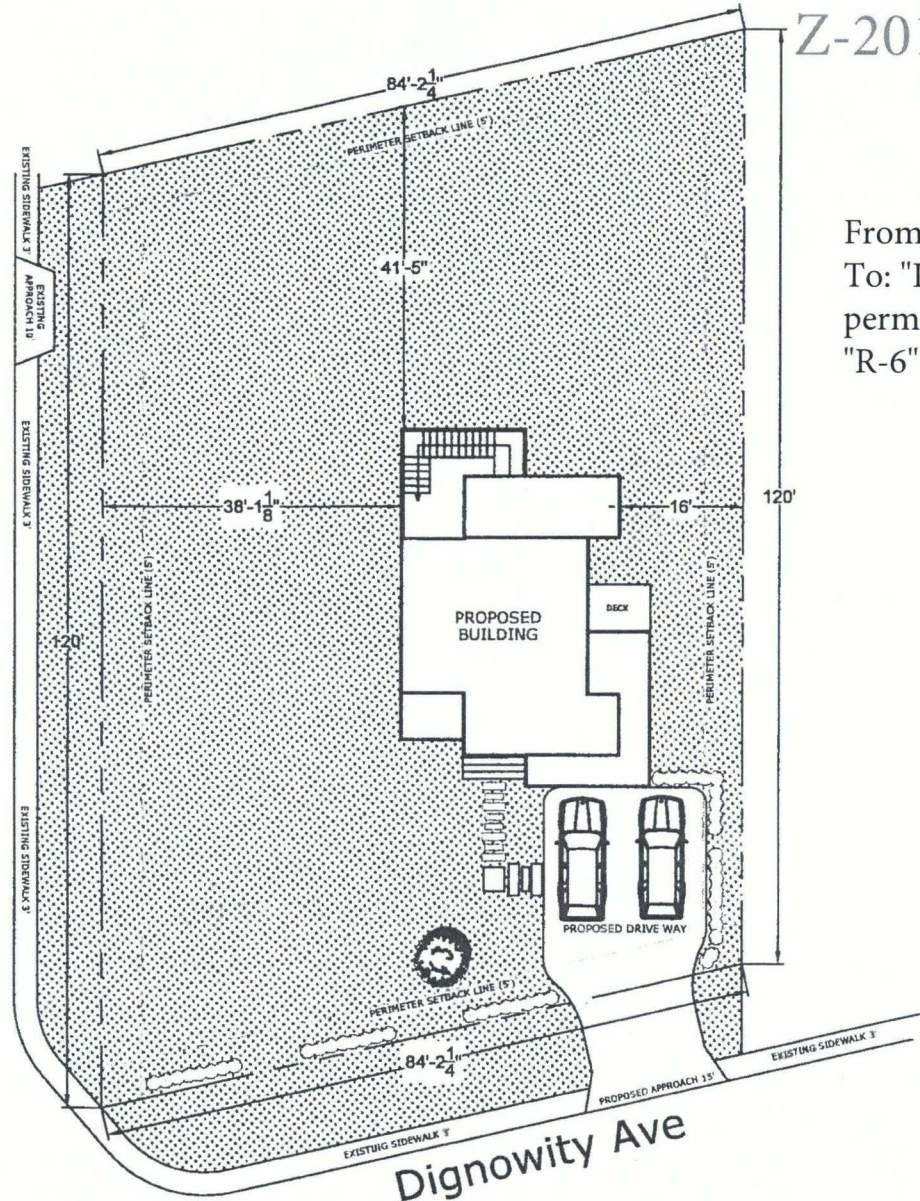 Z-20
84'-2 1/4"
PERIMETER SETBACK LINE (5')
From
To: "
perm
"R-6"
EXISTING SIDEWALK 3'
EXISTING
APPROACH 10'
EXISTING SIDEWALK 3'
EXISTING SIDEWALK 3'
41'-5"
38'-1 1/8"
16'
120'
120'
PERIMETER SETBACK LINE (5')
PERIMETER SETBACK LINE (5')
PROPOSED
BUILDING
DECK
PROPOSED DRIVE WAY
PERIMETER SETBACK LINE (5')
84'-2 1/4"
EXISTING SIDEWALK 3'
PROPOSED APPROACH 15'
EXISTING SIDEWALK 3'
Dignowity Ave